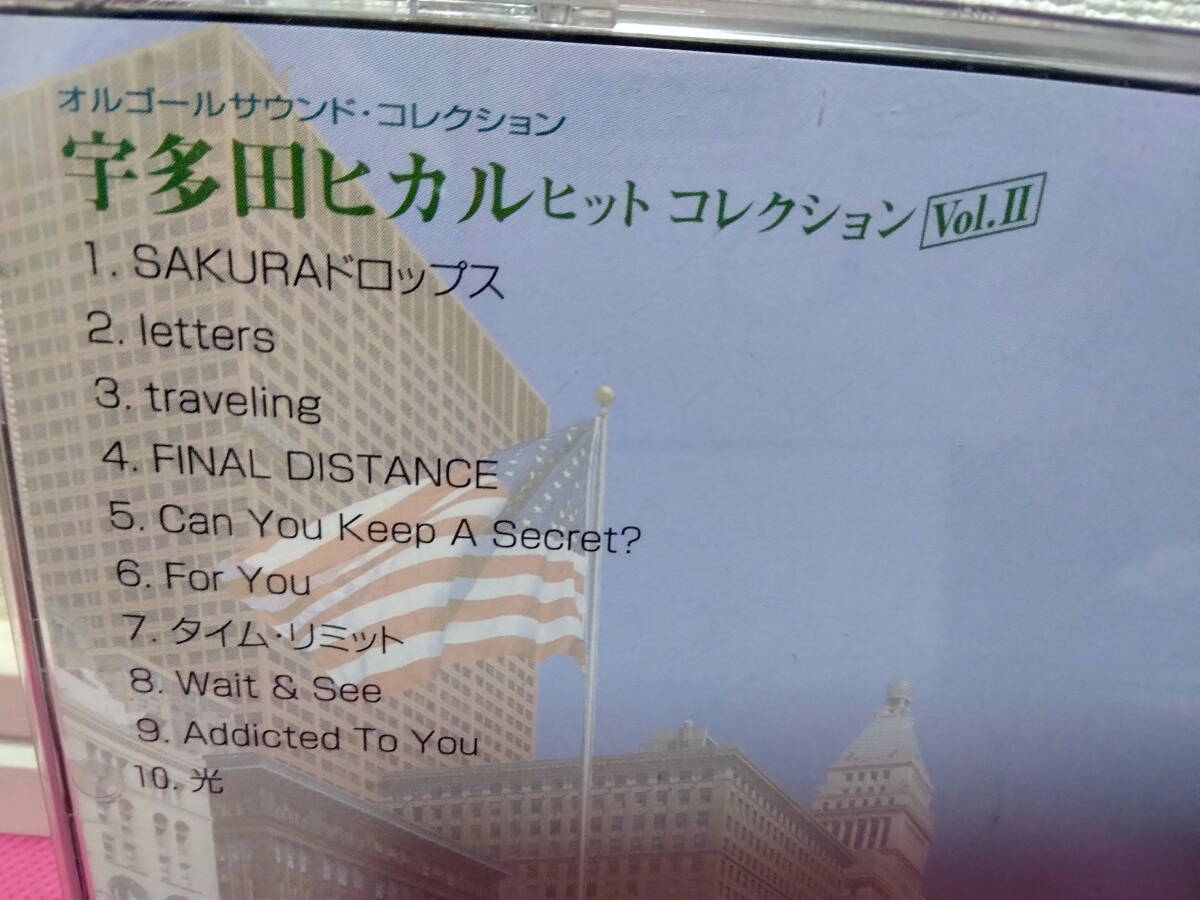 オルゴールサウンド・コレクション
宇多田ヒカルヒット コレクション Vol.II
1. SAKURAドロップス
2. letters
3. traveling
4. FINAL DISTANCE
5. Can You Keep A Secret?
6. For You
7. タイム・リミット
8. Wait & See
9. Addicted To You
10. 光